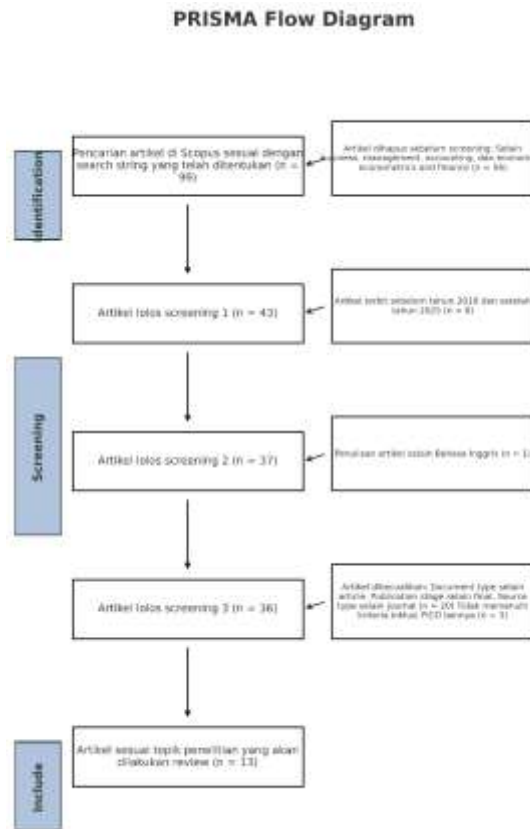 PRISMA Flow Diagram
Identification
Pencarian artikel di Scopus sesuai dengan
search string yang telah ditentukan (n =
99)
Artikel dihapus sebelum screening: Selain
management, accounting, dan
econometrics and finance (n =
Artikel lolos screening 1 (n = 43)
Artikel terbit sebelum tahun 2018 dan setelah
tahun 2025 (n = 6)
Screening
Artikel lolos screening 2 (n = 37)
Penulisan artikel selain Bahasa Inggris (n = 1
Artikel lolos screening 3 (n = 36)
Artikel dikecualikan: Document type selain
article. Publication stage selain final. Source
type selain journal (n = 20) Tidak memenuhi
kriteria inklusi PICO lainnya (n = 3)
Include
Artikel sesuai topik penelitian yang akan
dilakukan review (n = 13)